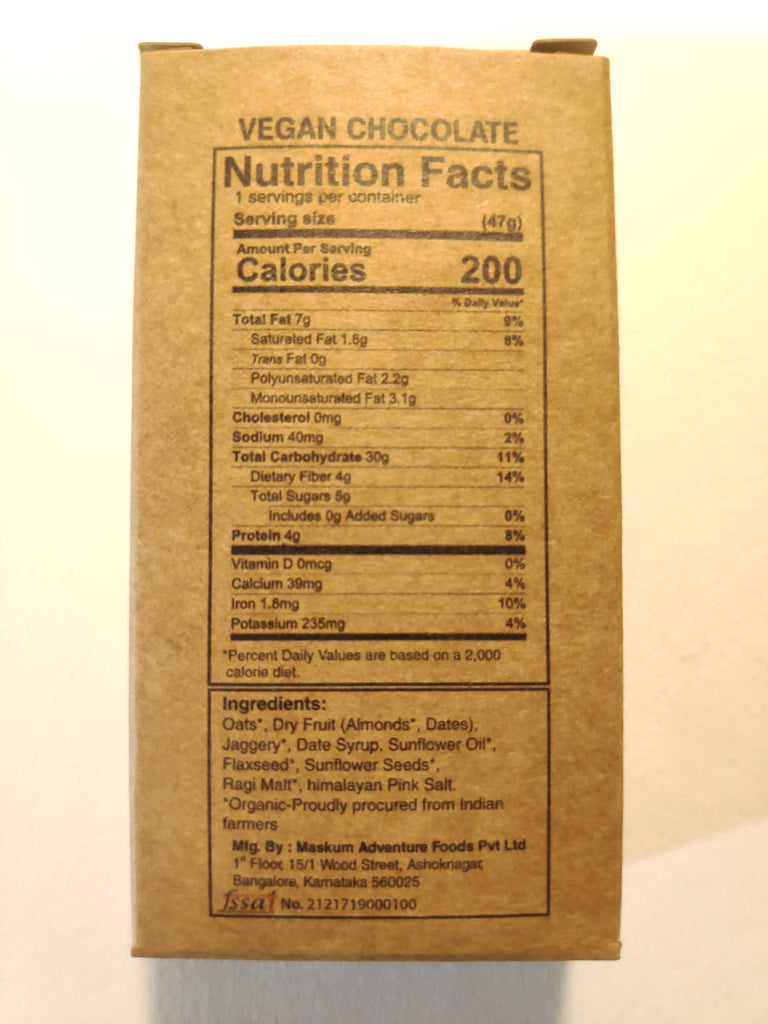 VEGAN CHOCOLATE
Nutrition Facts
1 servings per container
Serving size (47g)
Amount Per Serving
Calories 200
% Daily Value*
Total Fat 7g 9%
Saturated Fat 1.6g 8%
Trans Fat 0g
Polyunsaturated Fat 2.2g
Monounsaturated Fat 3.1g
Cholesterol 0mg 0%
Sodium 40mg 2%
Total Carbohydrate 30g 11%
Dietary Fiber 4g 14%
Total Sugars 5g
Includes 0g Added Sugars 0%
Protein 4g 8%
Vitamin D 0mcg 0%
Calcium 39mg 4%
Iron 1.8mg 10%
Potassium 235mg 4%
*Percent Daily Values are based on a 2,000
calorie diet.
Ingredients:
Oats*, Dry Fruit (Almonds*, Dates),
Jaggery*, Date Syrup, Sunflower Oil*,
Flaxseed*, Sunflower Seeds*,
Ragi Malt*, himalayan Pink Salt.
*Organic-Proudly procured from Indian
farmers
Mfg. By : Maskum Adventure Foods Pvt Ltd
1st Floor, 15/1 Wood Street, Ashoknagar,
Bangalore, Karnataka 560025
fssai No. 2121719000100